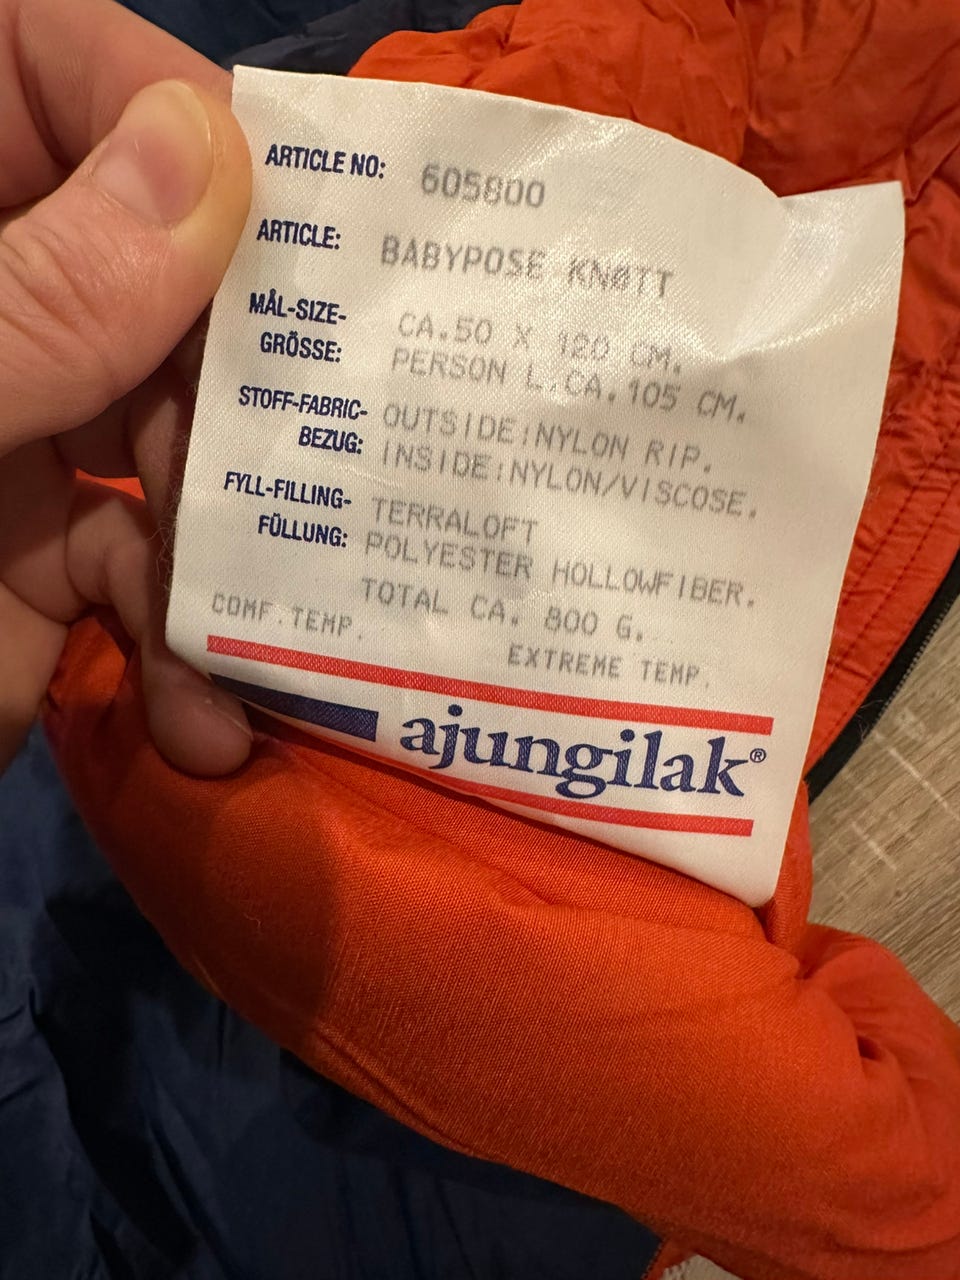 ARTICLE NO: 605800
ARTICLE: BABYPOSE KNØTT
MÅL-SIZE- CA.50 X 120 CM.
GRÖSSE: PERSON L.CA.105 CM.
STOFF-FABRIC- OUTSIDE:NYLON RIP.
BEZUG: INSIDE:NYLON/VISCOSE.
FYLL-FILLING- TERRALOFT
FÜLLUNG: POLYESTER HOLLOWFIBER.
TOTAL CA. 800 G.
COMF.TEMP. EXTREME TEMP.
ajungilak®